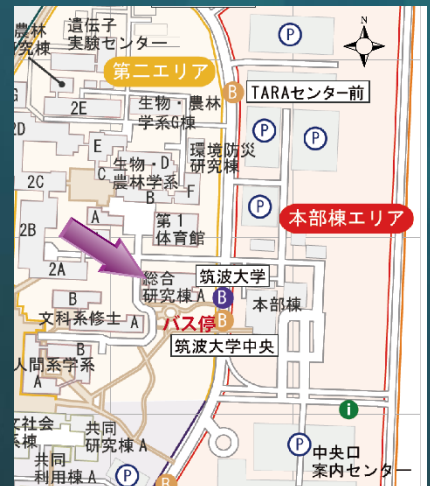 農林
研究棟
遺伝子
実験センター
P
N
第二エリア
B
TARAセンター前
2E
生物・農林
学系G棟
P
P
2D
E
環境防災
研究棟
生物・D
農林学系
C
B
F
2C
P
A
第1
体育館
本部棟エリア
2B
2A
総合
研究棟A
筑波大学
B
本部棟
B
文科系修士
A
バス停
B
筑波大学中央
B
人間系学系
A
i
文社会
系棟
共同
研究棟A
P
中央口
案内センター
共同
利用棟A
P
B